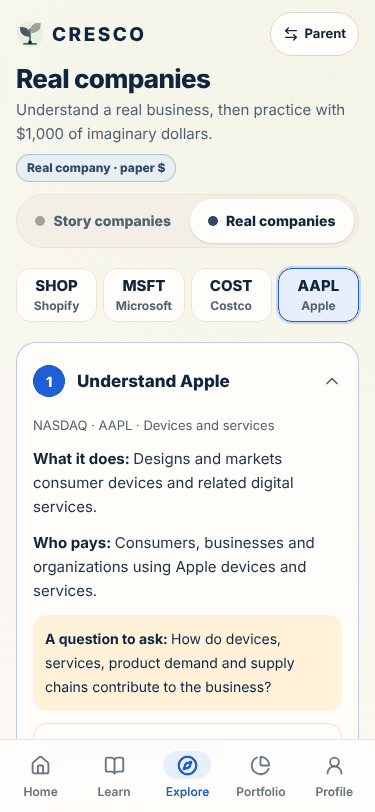 CRESCO
Parent
Real companies
Understand a real business, then practice with
$1,000 of imaginary dollars.
Real company · paper $
Story companies
Real companies
SHOP
Shopify
MSFT
Microsoft
COST
Costco
AAPL
Apple
1
Understand Apple
NASDAQ · AAPL · Devices and services
What it does: Designs and markets
consumer devices and related digital
services.
Who pays: Consumers, businesses and
organizations using Apple devices and
services.
A question to ask: How do devices,
services, product demand and supply
chains contribute to the business?
Home
Learn
Explore
Portfolio
Profile